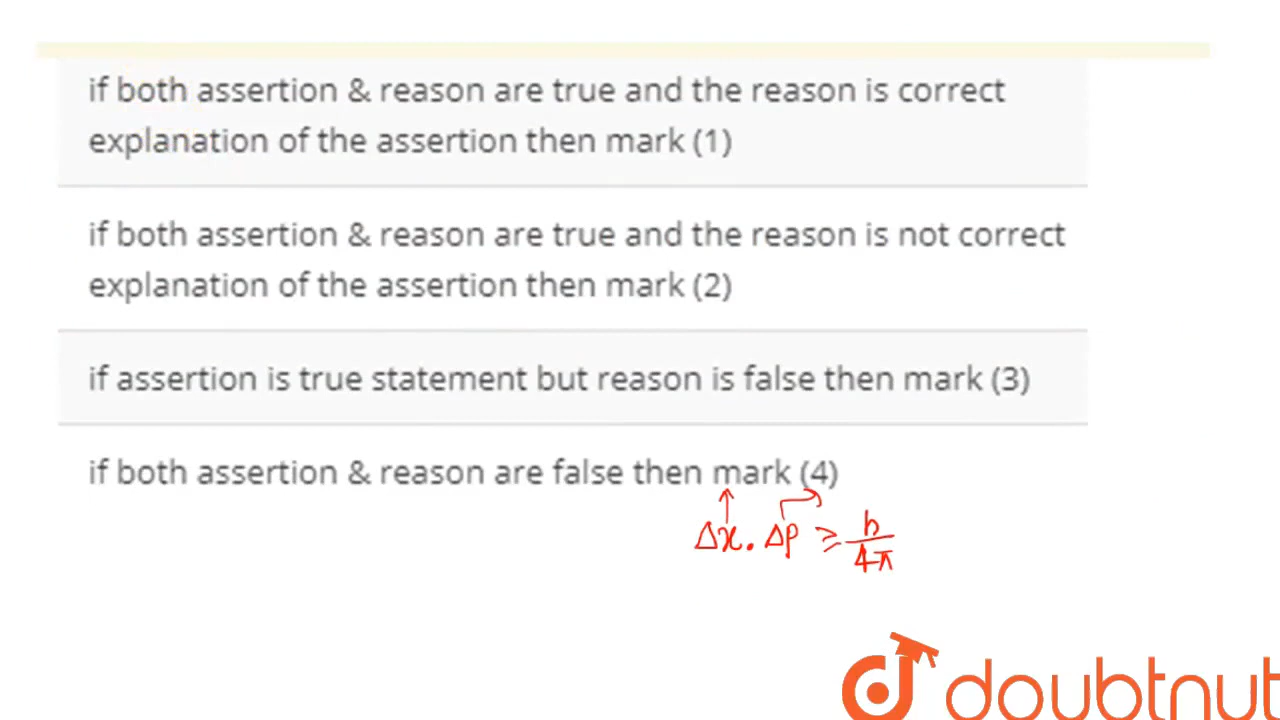 if both assertion & reason are true and the reason is correct
explanation of the assertion then mark (1)
if both assertion & reason are true and the reason is not correct
explanation of the assertion then mark (2)
if assertion is true statement but reason is false then mark (3)
if both assertion & reason are false then mark (4)
Δx . Δp ≥ h/4π
doubtnut